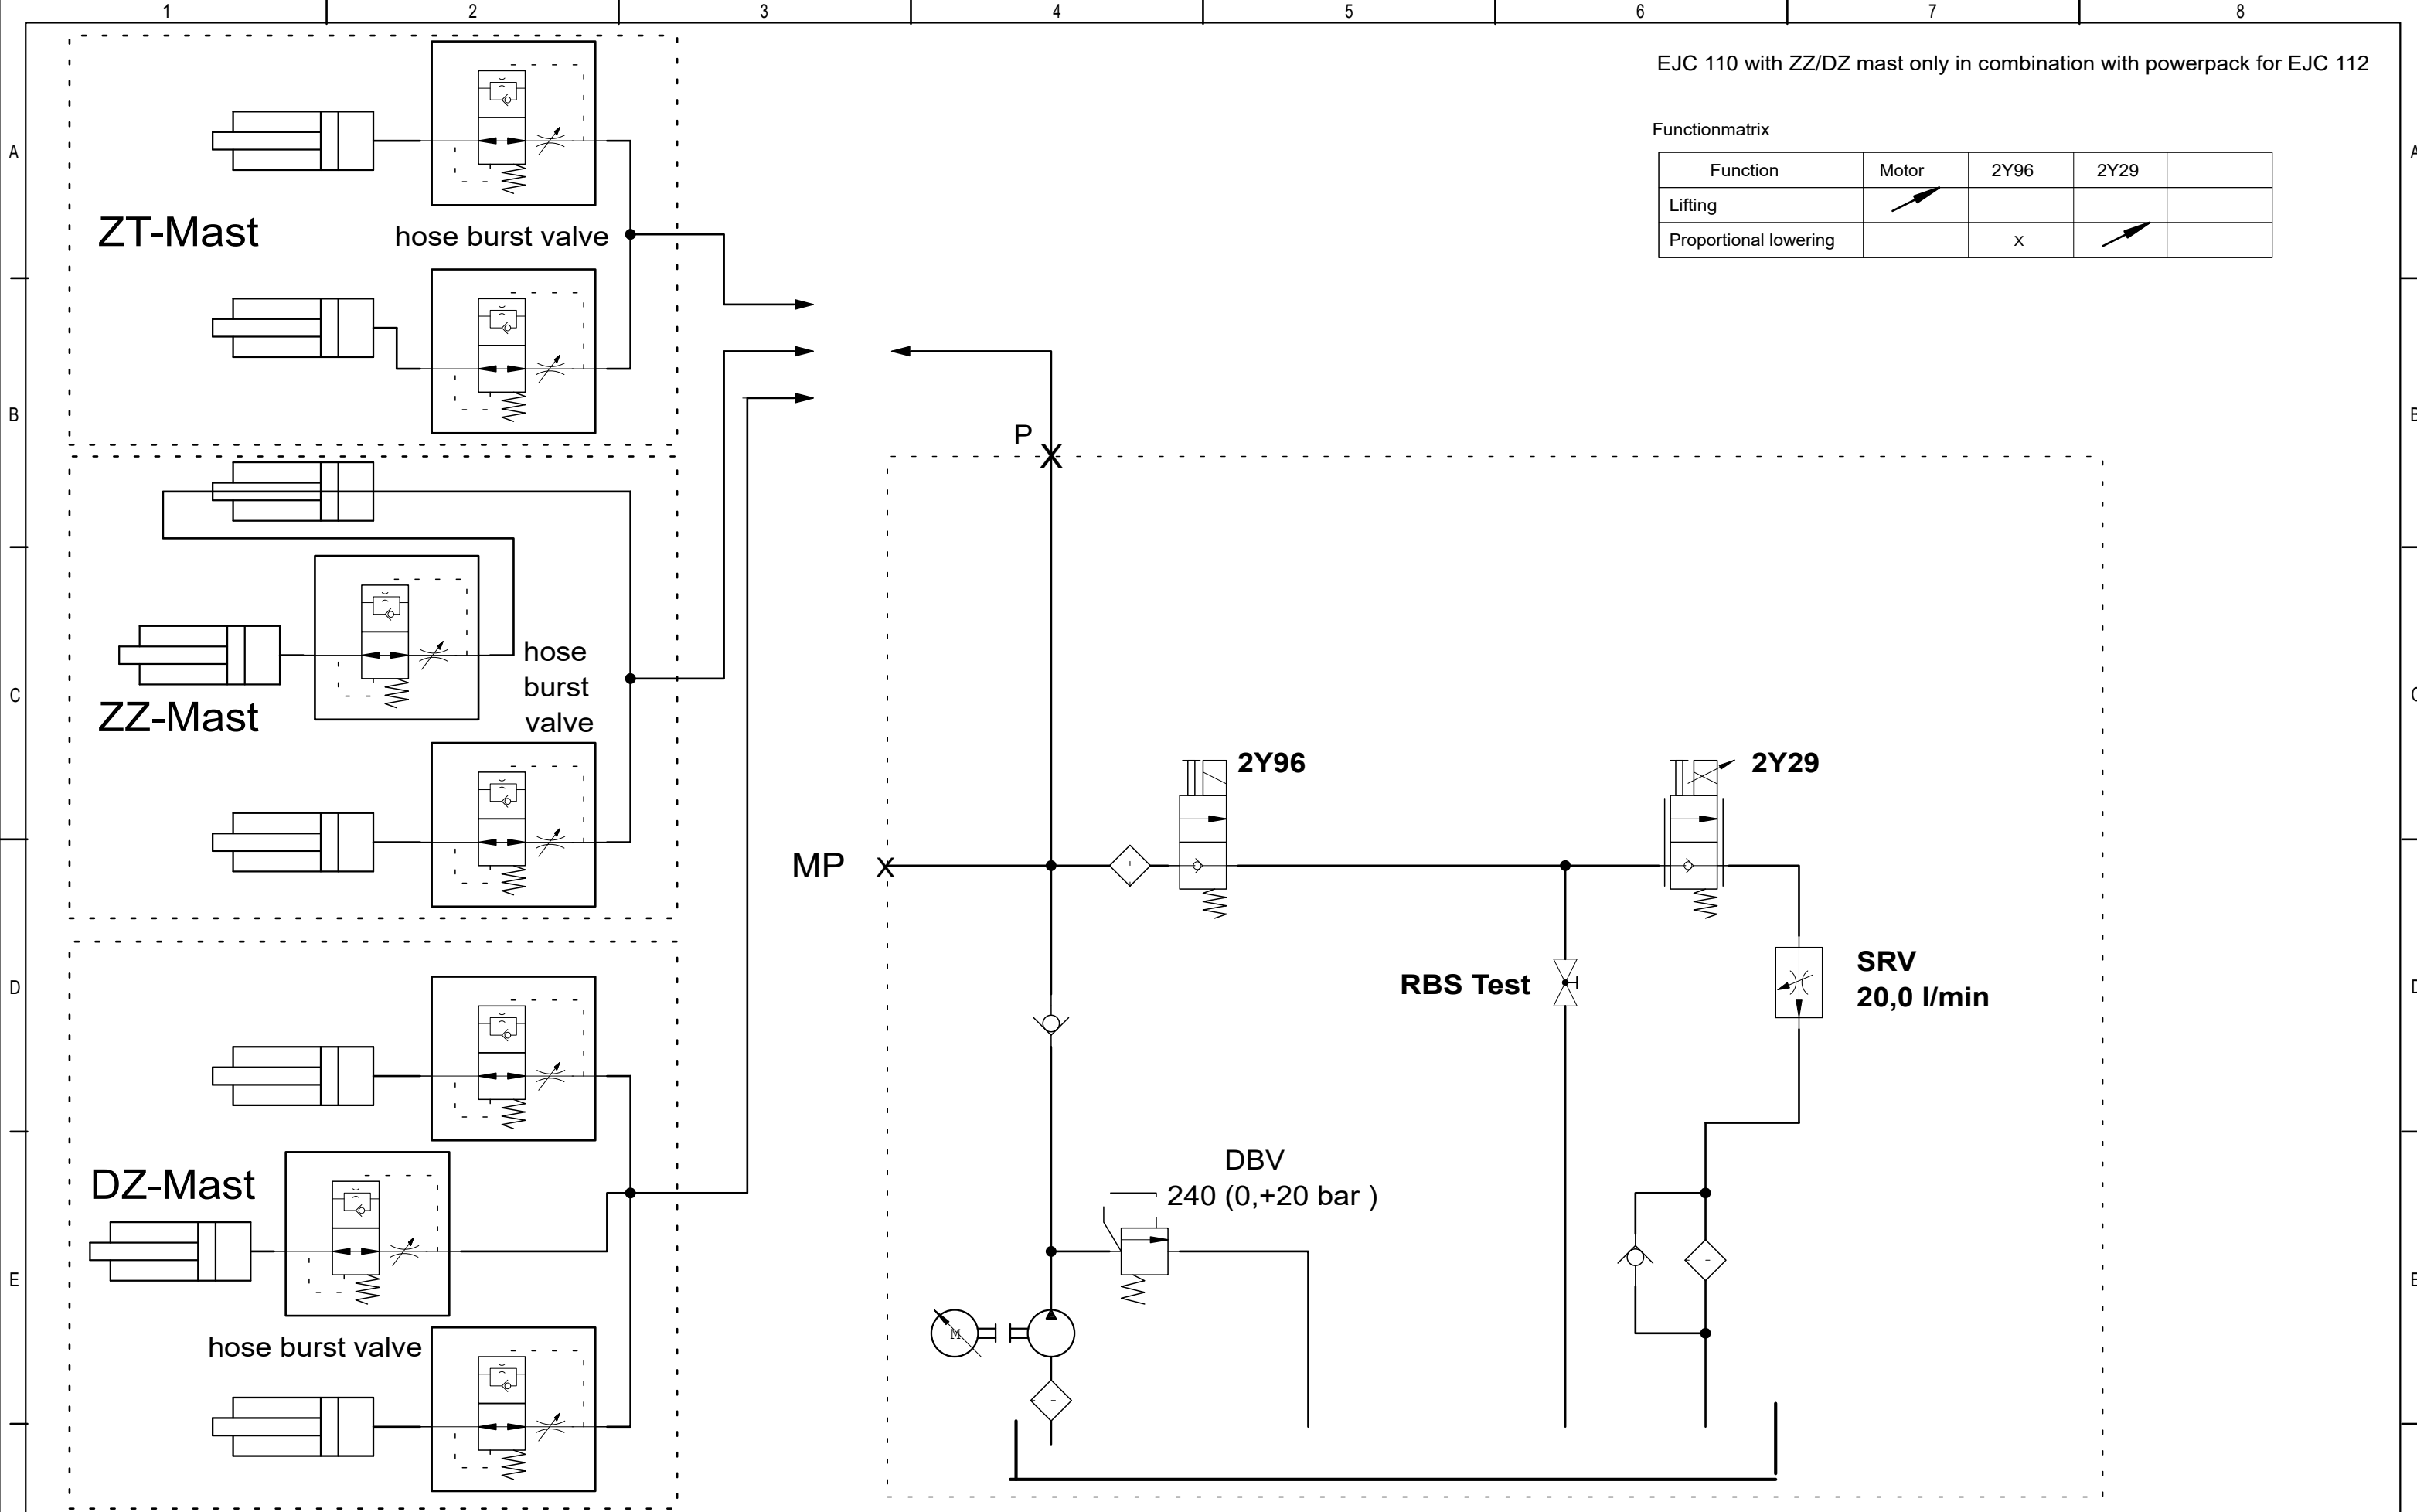 1 2 3 4 5 6 7 8
EJC 110 with ZZ/DZ mast only in combination with powerpack for EJC 112
Functionmatrix
Function Motor 2Y96 2Y29
Lifting
Proportional lowering x
A
A
ZT-Mast
hose burst valve
B
P
X
hose
burst
valve
C
ZZ-Mast
2Y96
2Y29
MP X
D
RBS Test
SRV
20,0 l/min
DBV
240 (0,+20 bar )
DZ-Mast
E
M
hose burst valve